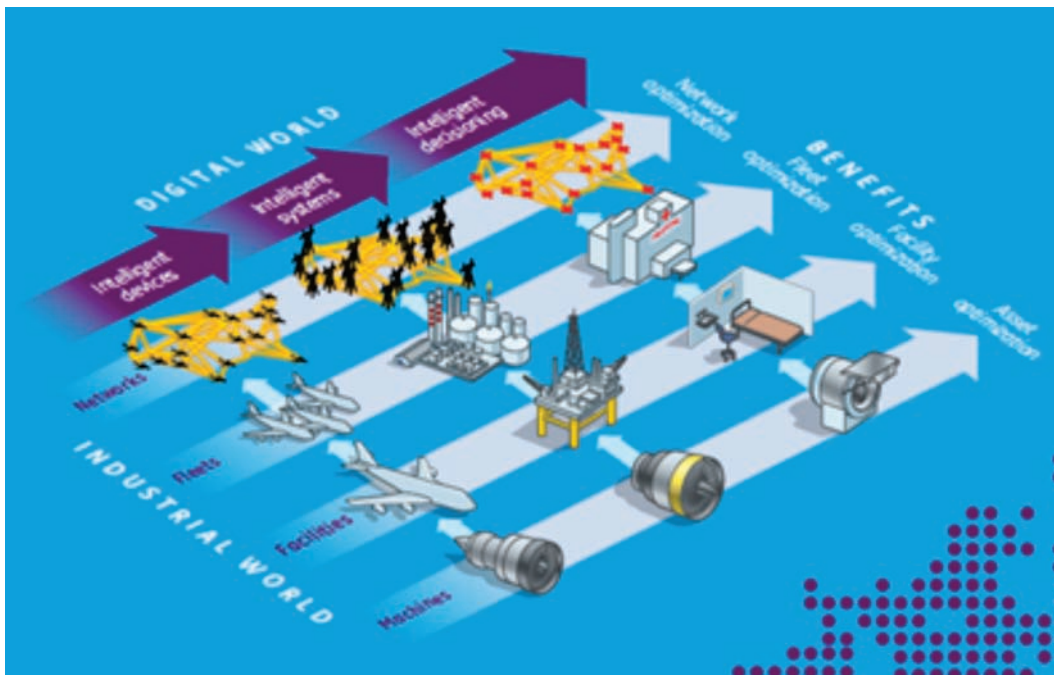 DIGITAL WORLD
Intelligent
devices
Intelligent
systems
Intelligent
decisioning
BENEFITS
Network
optimization
Fleet
optimization
Facility
optimization
Asset
optimization
INDUSTRIAL WORLD
Networks
Fleets
Facilities
Machines